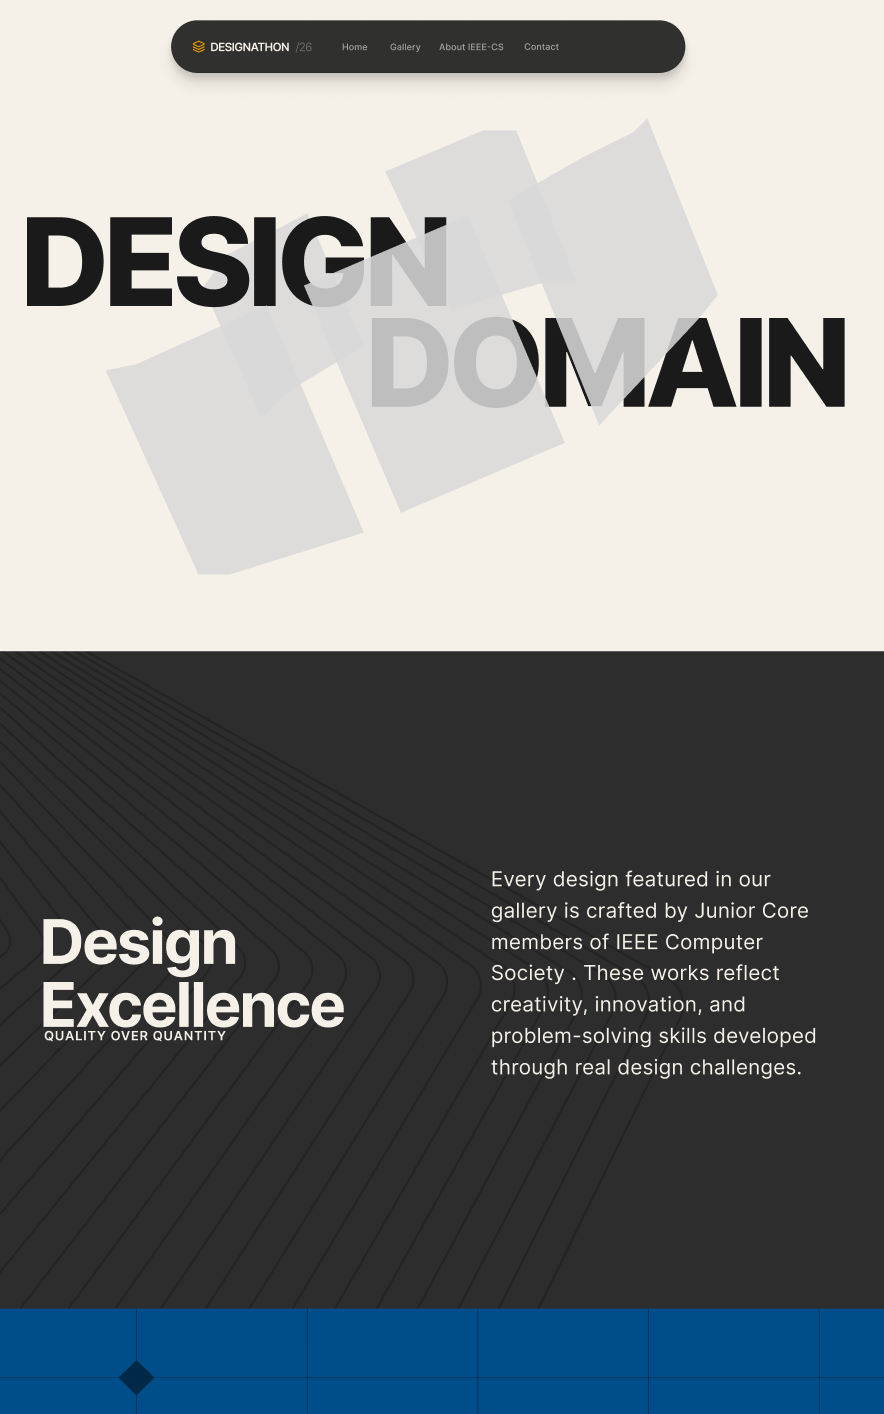 DESIGNATHON /26 Home Gallery About IEEE-CS Contact
DESIGN
DOMAIN
Design
Excellence
QUALITY OVER QUANTITY
Every design featured in our
gallery is crafted by Junior Core
members of IEEE Computer
Society . These works reflect
creativity, innovation, and
problem-solving skills developed
through real design challenges.